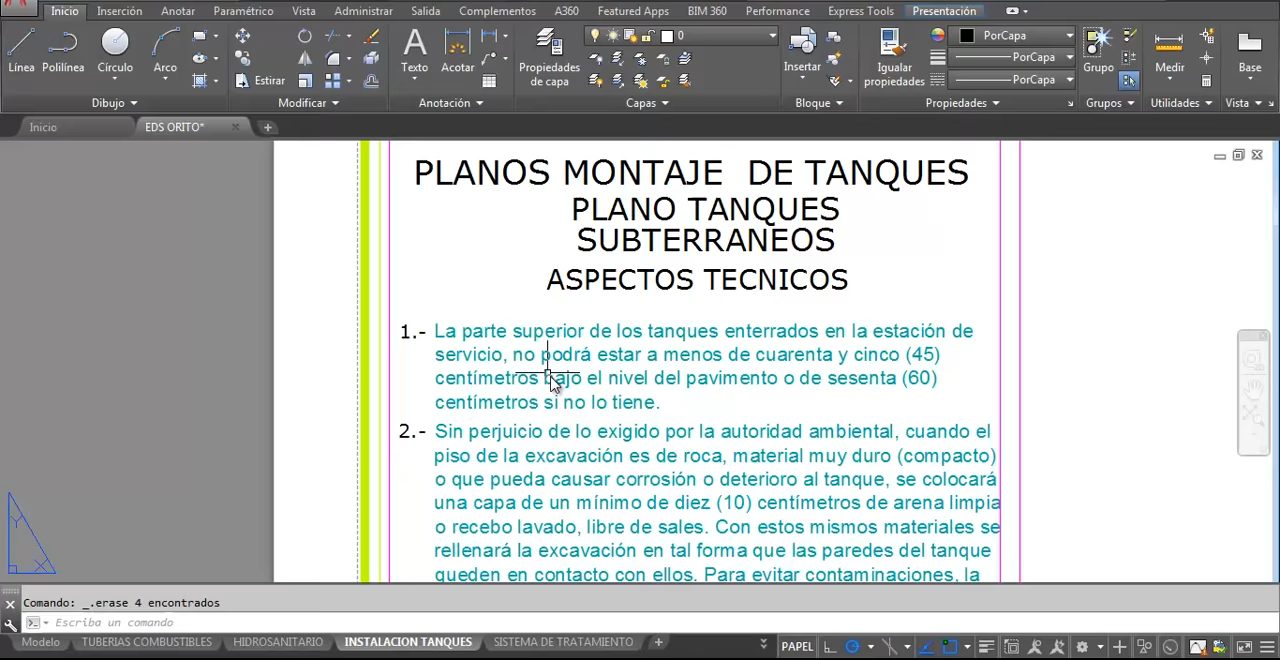 Inicio Inserción Anotar Paramétrico Vista Administrar Salida Complementos A360 Featured Apps BIM 360 Performance Express Tools Presentación
0
PorCapa
PorCapa
PorCapa
Línea Polilínea Círculo Arco
Estirar
Texto Acotar
Propiedades de capa
Insertar
Igualar propiedades
Grupo
Medir
Base
Dibujo Modificar Anotación Capas Bloque Propiedades Grupos Utilidades Vista
Inicio EDS ORITO*
PLANOS MONTAJE DE TANQUES
PLANO TANQUES
SUBTERRANEOS
ASPECTOS TECNICOS
1.- La parte superior de los tanques enterrados en la estación de
servicio, no podrá estar a menos de cuarenta y cinco (45)
centímetros bajo el nivel del pavimento o de sesenta (60)
centímetros si no lo tiene.
2.- Sin perjuicio de lo exigido por la autoridad ambiental, cuando el
piso de la excavación es de roca, material muy duro (compacto)
o que pueda causar corrosión o deterioro al tanque, se colocará
una capa de un mínimo de diez (10) centímetros de arena limpia
o recebo lavado, libre de sales. Con estos mismos materiales se
rellenará la excavación en tal forma que las paredes del tanque
queden en contacto con ellos. Para evitar contaminaciones, la
Y
X
Comando: _.erase 4 encontrados
Escriba un comando
Modelo TUBERIAS COMBUSTIBLES HIDROSANITARIO INSTALACION TANQUES SISTEMA DE TRATAMIENTO
PAPEL